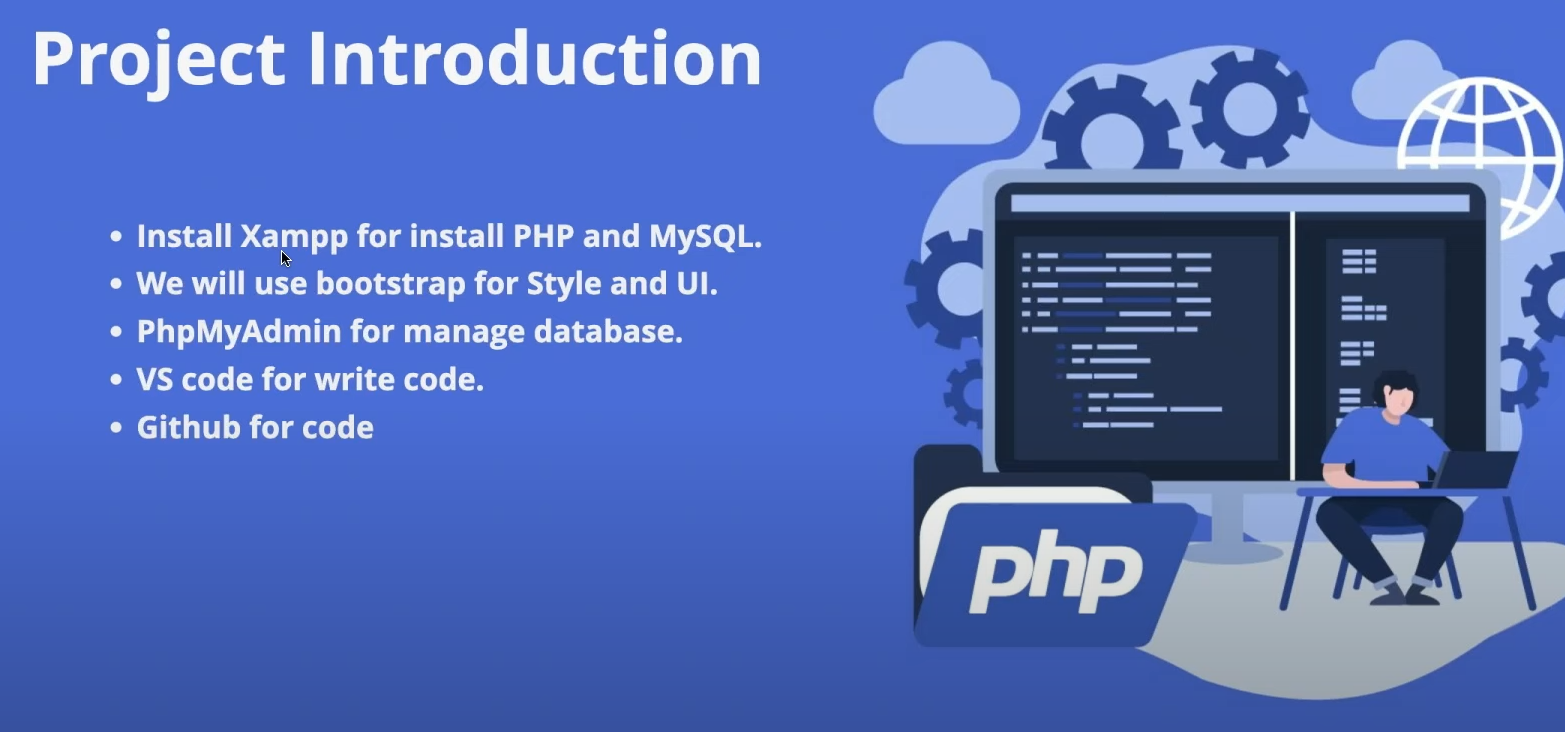 Project Introduction
• Install Xampp for install PHP and MySQL.
• We will use bootstrap for Style and UI.
• PhpMyAdmin for manage database.
• VS code for write code.
• Github for code
php